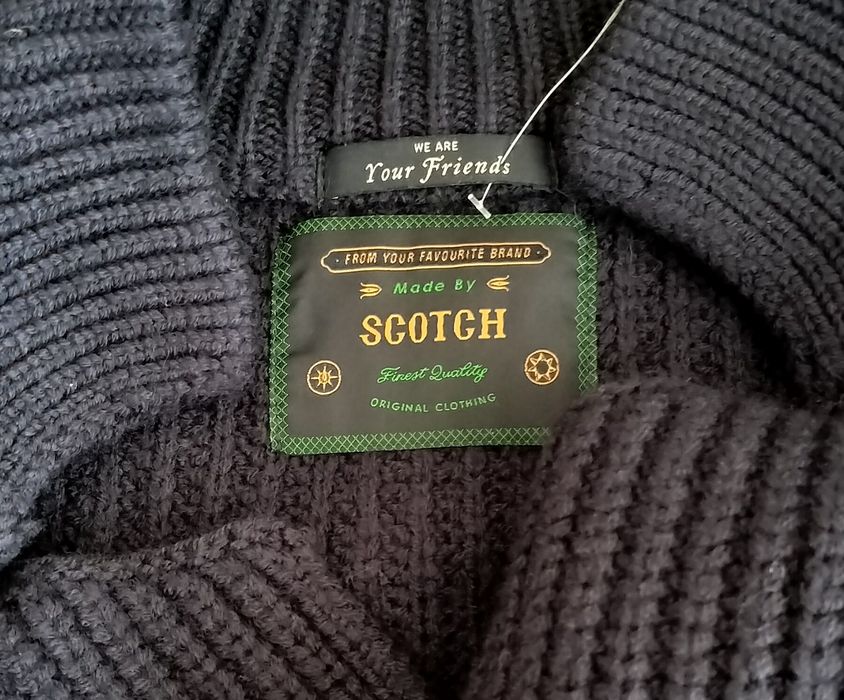 WE ARE
Your Friends
· FROM YOUR FAVOURITE BRAND ·
Made By
SCOTCH
Finest Quality
ORIGINAL CLOTHING